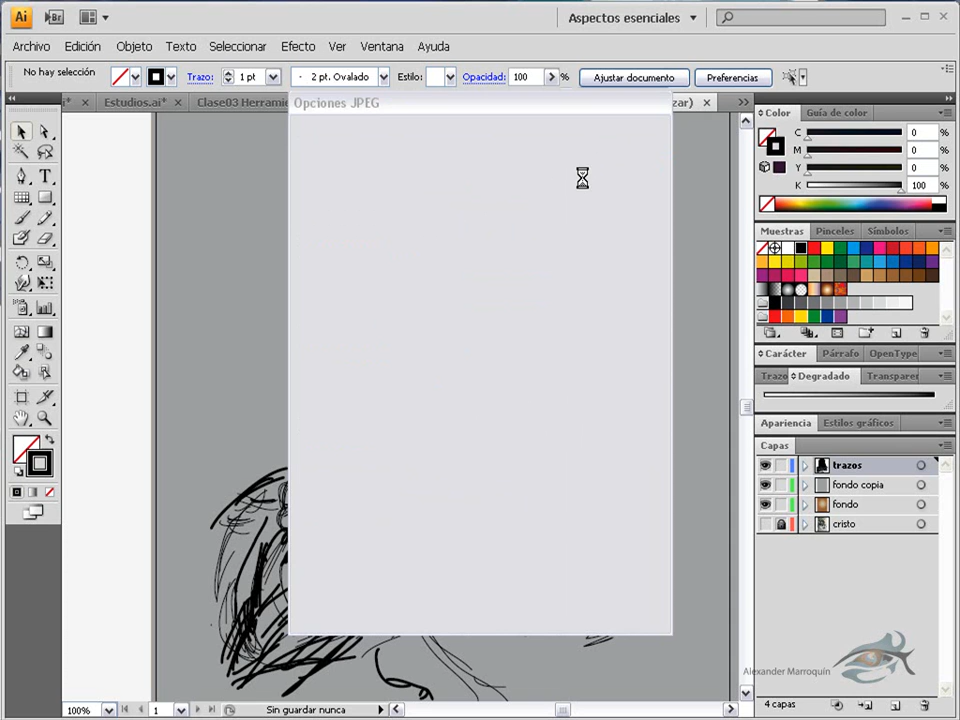 Ai
Br
Aspectos esenciales
Archivo Edición Objeto Texto Seleccionar Efecto Ver Ventana Ayuda
No hay selección
Trazo: 1 pt 2 pt. Ovalado Estilo: Opacidad: 100 % Ajustar documento Preferencias
Estudios.ai* Clase03 Herramie zar)
Opciones JPEG
Color Guía de color
C 0 %
M 0 %
Y 0 %
K 100 %
Muestras Pinceles Símbolos
Carácter Párrafo OpenType
Trazo Degradado Transparen
Apariencia Estilos gráficos
Capas
trazos
fondo copia
fondo
cristo
Alexander Marroquín
4 capas
100% 1 Sin guardar nunca